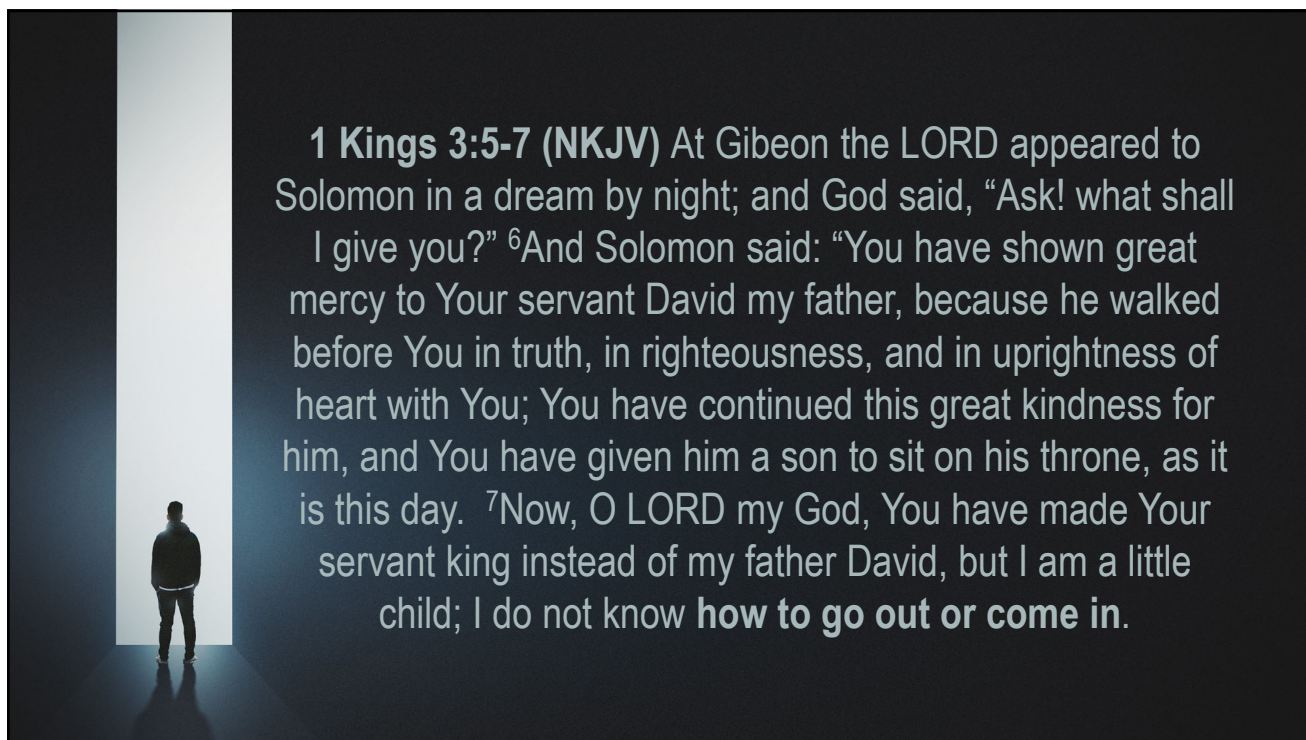 1 Kings 3:5-7 (NKJV) At Gibeon the LORD appeared to
Solomon in a dream by night; and God said, “Ask! what shall
I give you?” ⁶And Solomon said: “You have shown great
mercy to Your servant David my father, because he walked
before You in truth, in righteousness, and in uprightness of
heart with You; You have continued this great kindness for
him, and You have given him a son to sit on his throne, as it
is this day. ⁷Now, O LORD my God, You have made Your
servant king instead of my father David, but I am a little
child; I do not know how to go out or come in.